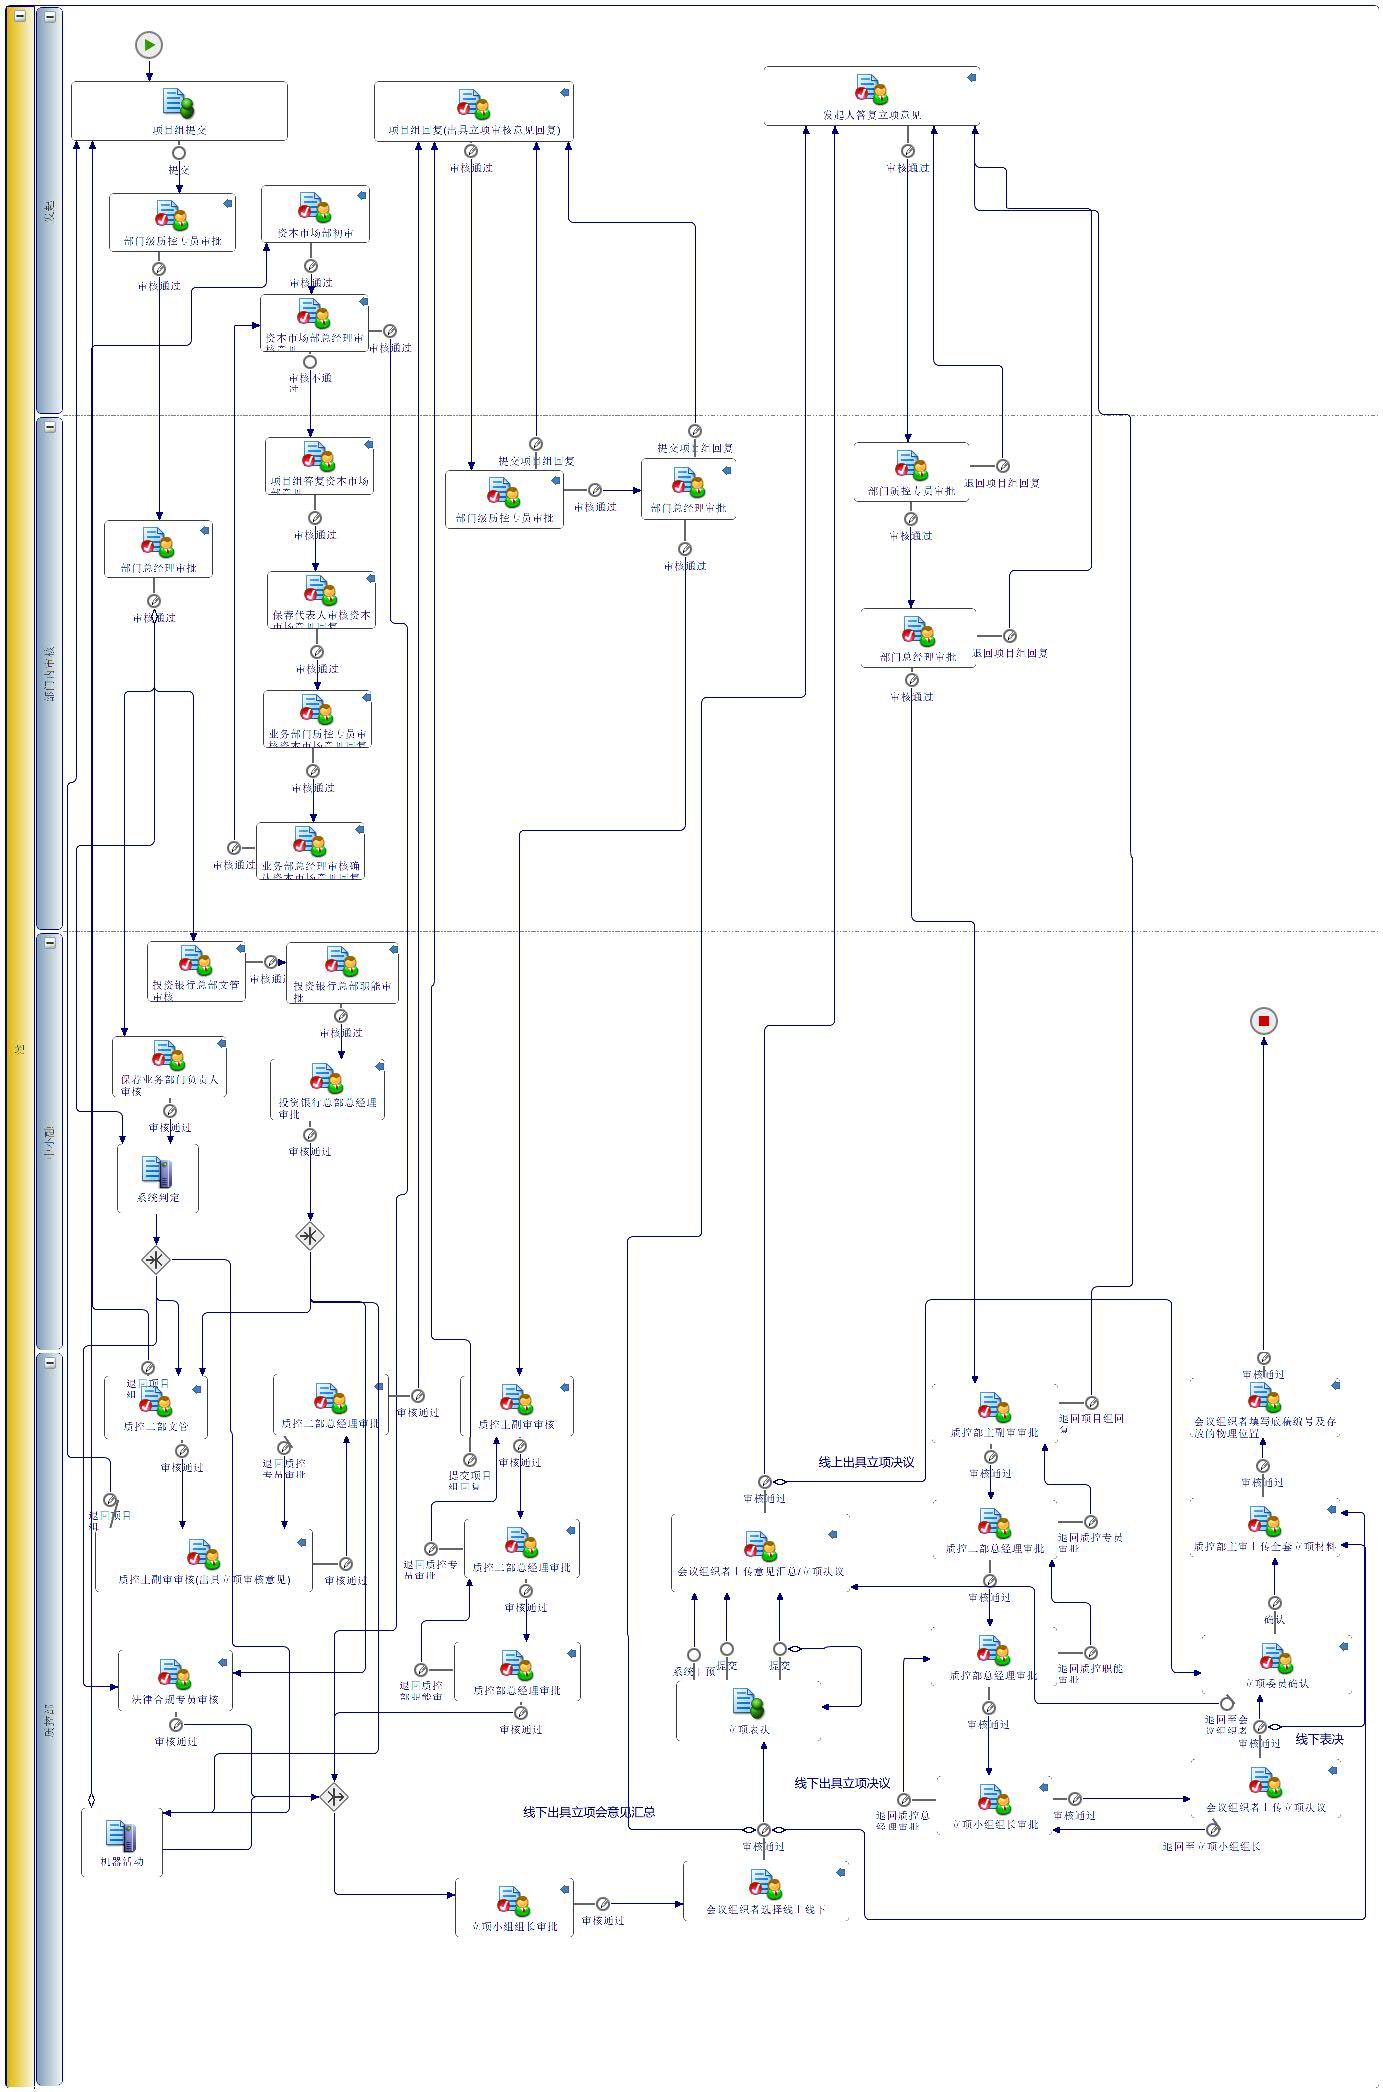 发起
项目组提交
提交
项目组回复(出具立项审核意见回复)
审核通过
发起人答复立项意见
审核通过
部门级质控专员审批
审核通过
资本市场部初审
审核通过
资本市场部总经理审
审核通过
审核不通
过
部门内审核
项目组答复资本市场
审核通过
提交项目组回复
部门级质控专员审批
审核通过
提交项目组回复
部门总经理审批
审核通过
部门质控专员审批
退回项目组回复
审核通过
部门总经理审批
审核通过
保荐代表人审核资本
市场意见回复
审核通过
部门总经理审批
退回项目组回复
审核通过
业务部门质控专员审
核资本市场意见回复
审核通过
审核通过
业务部总经理审核确
认资本市场意见回复
投资银行总部文管
审核
审核通过
投资银行总部职能审
批
审核通过
保荐业务部门负责人
审核
审核通过
投资银行总部总经理
审批
审核通过
系统判定
质控部
退回项目
组
质控二部文管
审核通过
质控二部总经理审批
审核通过
退回质控
专员审批
质控主副审审核
审核通过
提交项目
组回复
退回项目
组
质控主副审审核(出具立项审核意见)
审核通过
退回质控专
员审批
质控二部总经理审批
审核通过
退回质控
部职能审
质控部总经理审批
审核通过
法律合规专员审核
审核通过
机器活动
线上出具立项决议
审核通过
会议组织者上传意见汇总/立项决议
提交
提交
立项表决
线下出具立项决议
线下出具立项会意见汇总
审核通过
会议组织者选择线上线下
立项小组组长审批
审核通过
质控部主副审审批
退回项目组回
复
审核通过
质控二部总经理审批
退回质控专员
审批
审核通过
质控部总经理审批
退回质控职能
审批
审核通过
退回质控总
经理审批
立项小组组长审批
审核通过
退回至立项小组组长
审核通过
会议组织者填写底稿编号及存
放的物理位置
审核通过
质控部主审上传全套立项材料
确认
立项委员确认
退回至会
议组织者
审核通过
线下表决
会议组织者上传立项决议